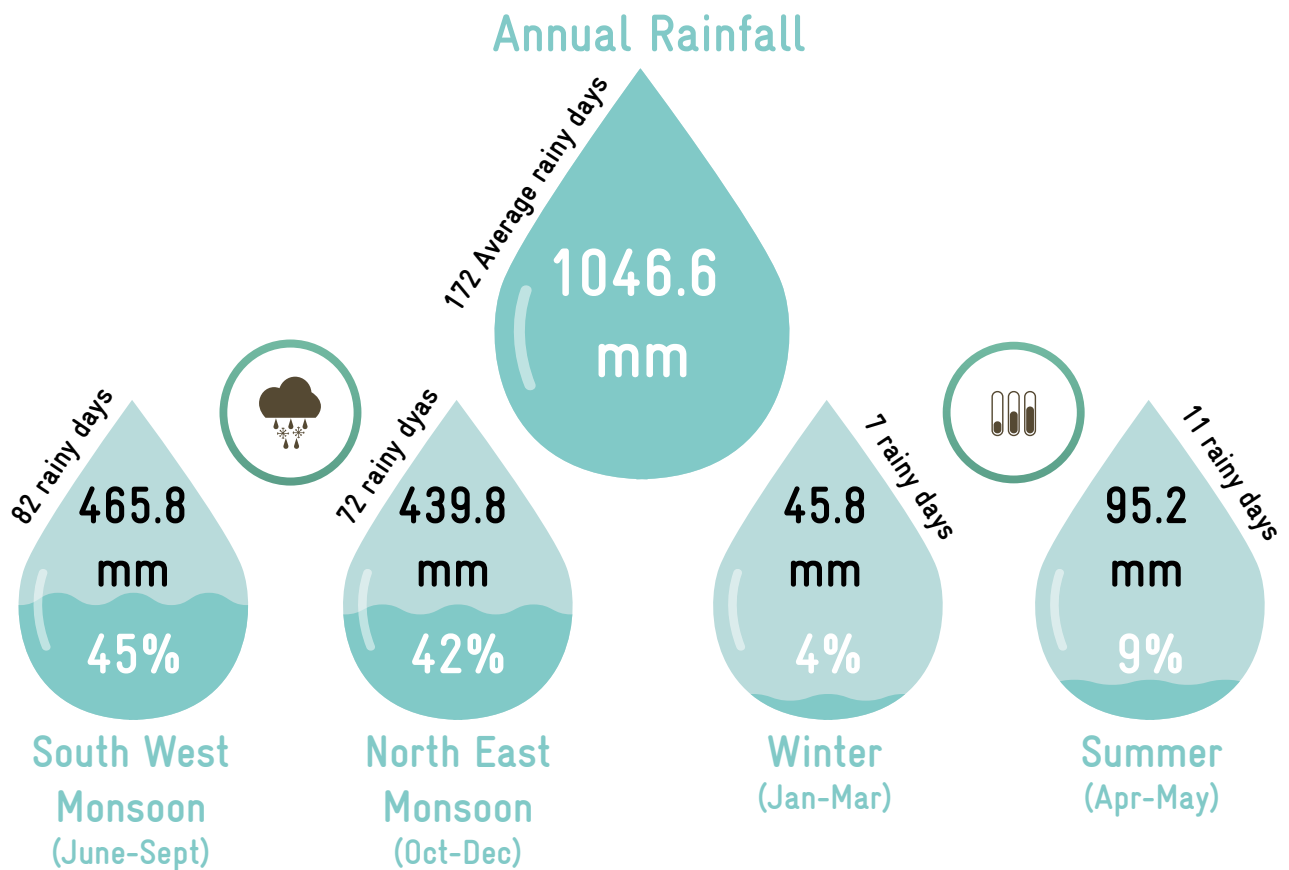 Annual Rainfall
172 Average rainy days
1046.6
mm
82 rainy days
465.8
mm
45%
South West
Monsoon
(June-Sept)
72 rainy dyas
439.8
mm
42%
North East
Monsoon
(Oct-Dec)
7 rainy days
45.8
mm
4%
Winter
(Jan-Mar)
11 rainy days
95.2
mm
9%
Summer
(Apr-May)